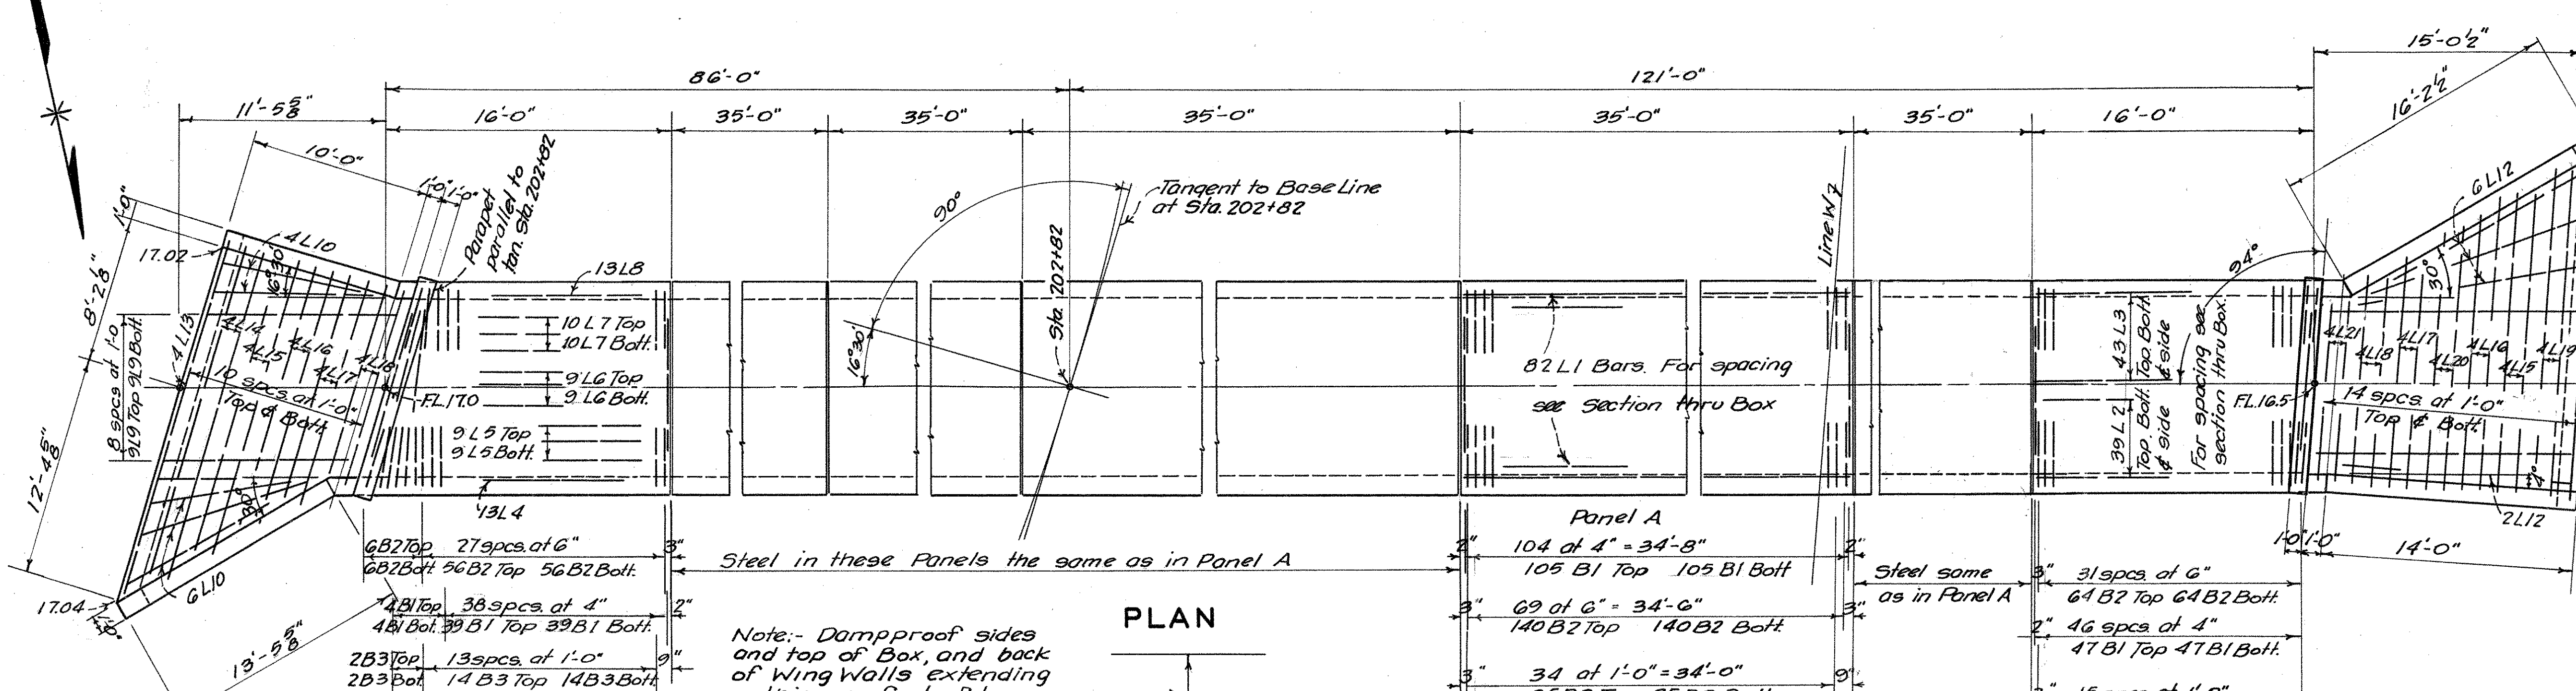 86'-0"
121'-0"
15'-0½"
11'-5⅝"
16'-0"
35'-0"
35'-0"
35'-0"
35'-0"
35'-0"
16'-0"
16'-2½"
10'-0"
1'-0"
1'-0"
1'-0"
Parapet
parallel to
tan. Sta. 202+82
90°
Tangent to Base Line
at Sta. 202+82
Sta. 202+82
Line W7
94°
6L12
30°
17.02
4L10
16°30'
8'-2⅛"
12'-4⅝"
8 spcs at 1'-0
9L9 Top 9L9 Bott.
4L13
4L14
4L15
4L16
4L17
4L18
10 spcs at 1'-0"
Top & Bott.
F.L.17.0
13L8
10 L7 Top
10 L7 Bott.
9 L6 Top
9 L6 Bott.
9 L5 Top
9 L5 Bott.
13L4
16°30'
82 L1 Bars. For spacing
see section thru Box
43 L3
Top Bott.
& side
39 L2
Top Bott.
& side
For spacing see
section thru Box.
F.L.16.5
4L21
4L18
4L17
4L20
4L16
4L15
4L19
14 spcs. at 1'-0"
Top & Bott.
4°
2L12
1'-0"
1'-0"
14'-0"
30°
6L10
17.04
1'-0"
13'-5⅝"
6B2 Top 27 spcs. at 6" 3"
6B2 Bott 56 B2 Top 56 B2 Bott.
4B1 Top 38 spcs. at 4" 2"
4B1 Bot. 39 B1 Top 39 B1 Bott.
2B3 Top 13 spcs. at 1'-0" 9"
2B3 Bot. 14 B3 Top 14 B3 Bott.
Steel in these Panels the same as in Panel A
Panel A
2" 104 at 4" = 34'-8" 2"
105 B1 Top 105 B1 Bott
3" 69 at 6" = 34'-6" 3"
140 B2 Top 140 B2 Bott.
3" 34 at 1'-0" = 34'-0" 9"
Steel same
as in Panel A
3" 31 spcs. at 6"
64 B2 Top 64 B2 Bott.
2" 46 spcs. at 4"
47 B1 Top 47 B1 Bott.
PLAN
Note:- Dampproof sides
and top of Box, and back
of Wing Walls extending